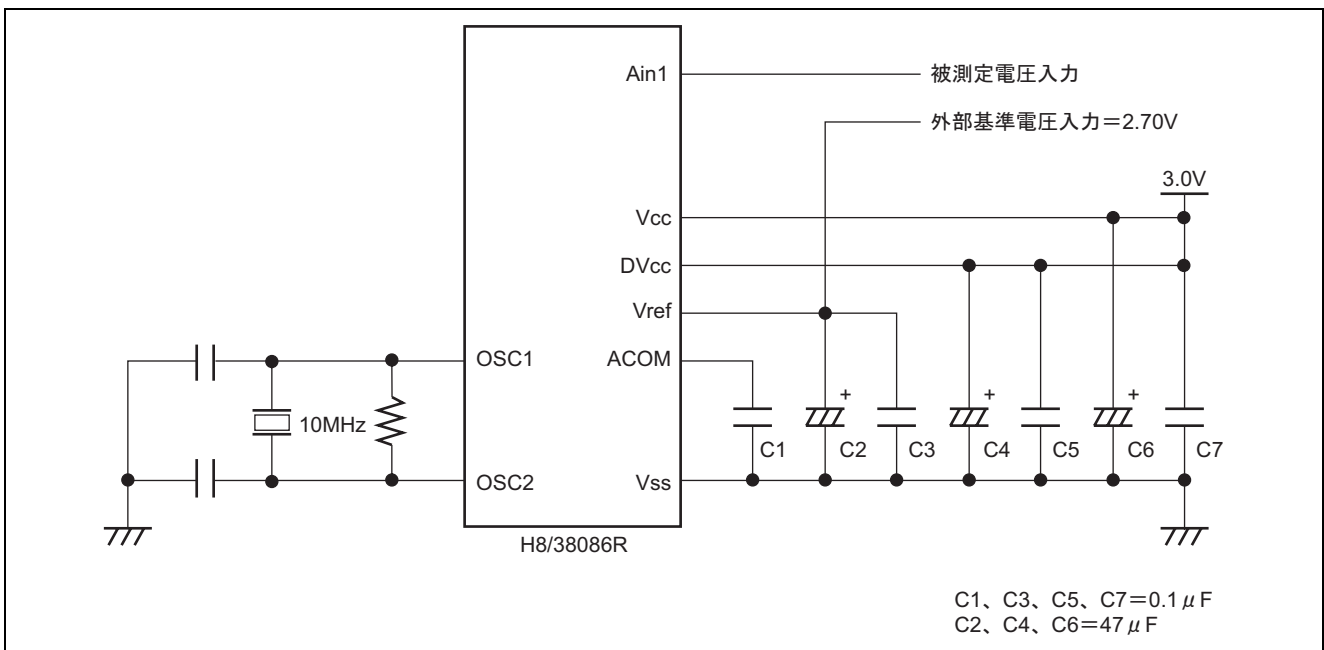 Ain1
被測定電圧入力
外部基準電圧入力=2.70V
3.0V
Vcc
DVcc
Vref
OSC1
ACOM
10MHz
+
+
+
C1
C2
C3
C4
C5
C6
C7
OSC2
Vss
H8/38086R
C1、C3、C5、C7=0.1μF
C2、C4、C6=47μF